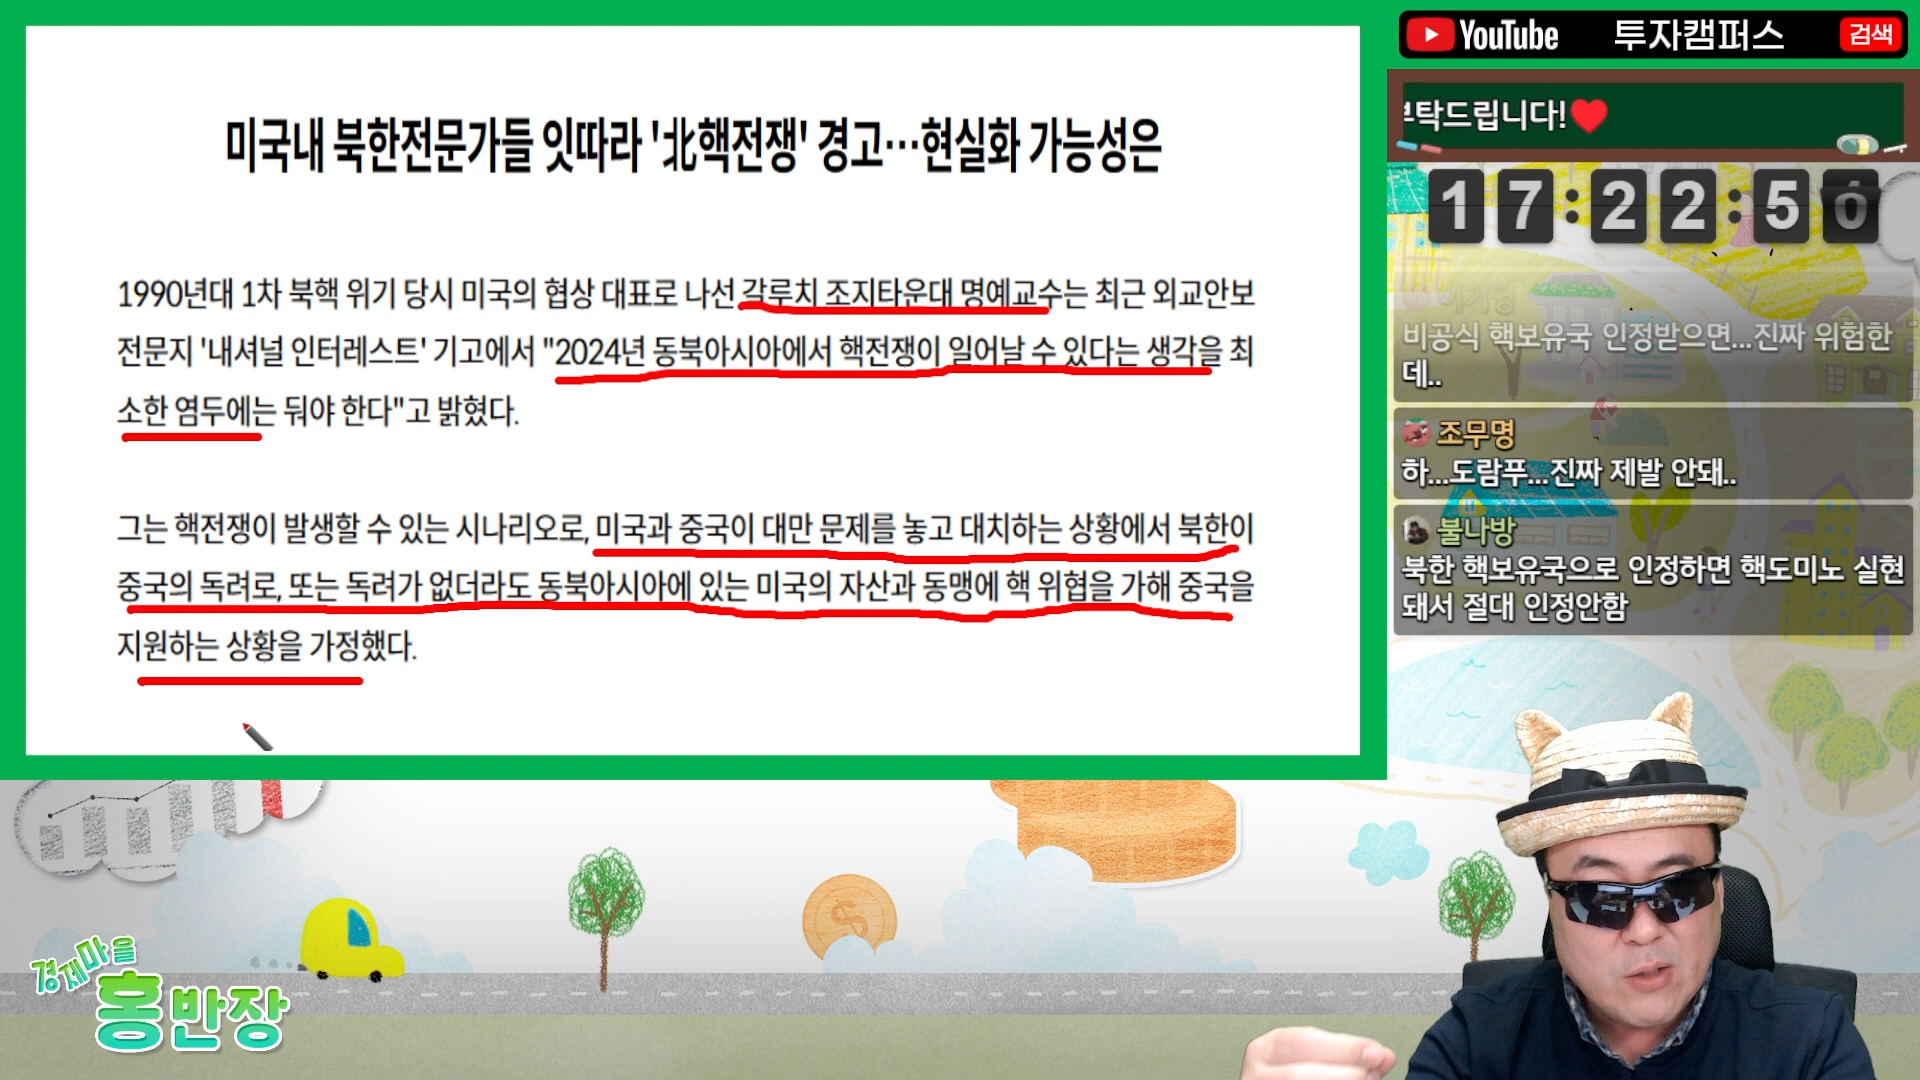 미국내 북한전문가들 잇따라 '北핵전쟁' 경고…현실화 가능성은
1990년대 1차 북핵 위기 당시 미국의 협상 대표로 나선 갈루치 조지타운대 명예교수는 최근 외교안보
전문지 '내셔널 인터레스트' 기고에서 "2024년 동북아시아에서 핵전쟁이 일어날 수 있다는 생각을 최
소한 염두에는 둬야 한다"고 밝혔다.
그는 핵전쟁이 발생할 수 있는 시나리오로, 미국과 중국이 대만 문제를 놓고 대치하는 상황에서 북한이
중국의 독려로, 또는 독려가 없더라도 동북아시아에 있는 미국의 자산과 동맹에 핵 위협을 가해 중국을
지원하는 상황을 가정했다.
YouTube 투자캠퍼스 검색
부탁드립니다!
17:22:5
비공식 핵보유국 인정받으면...진짜 위험한
데..
조무명
하...도람푸...진짜 제발 안돼..
불나방
북한 핵보유국으로 인정하면 핵도미노 실현
돼서 절대 인정안함
경제마을
홍반장